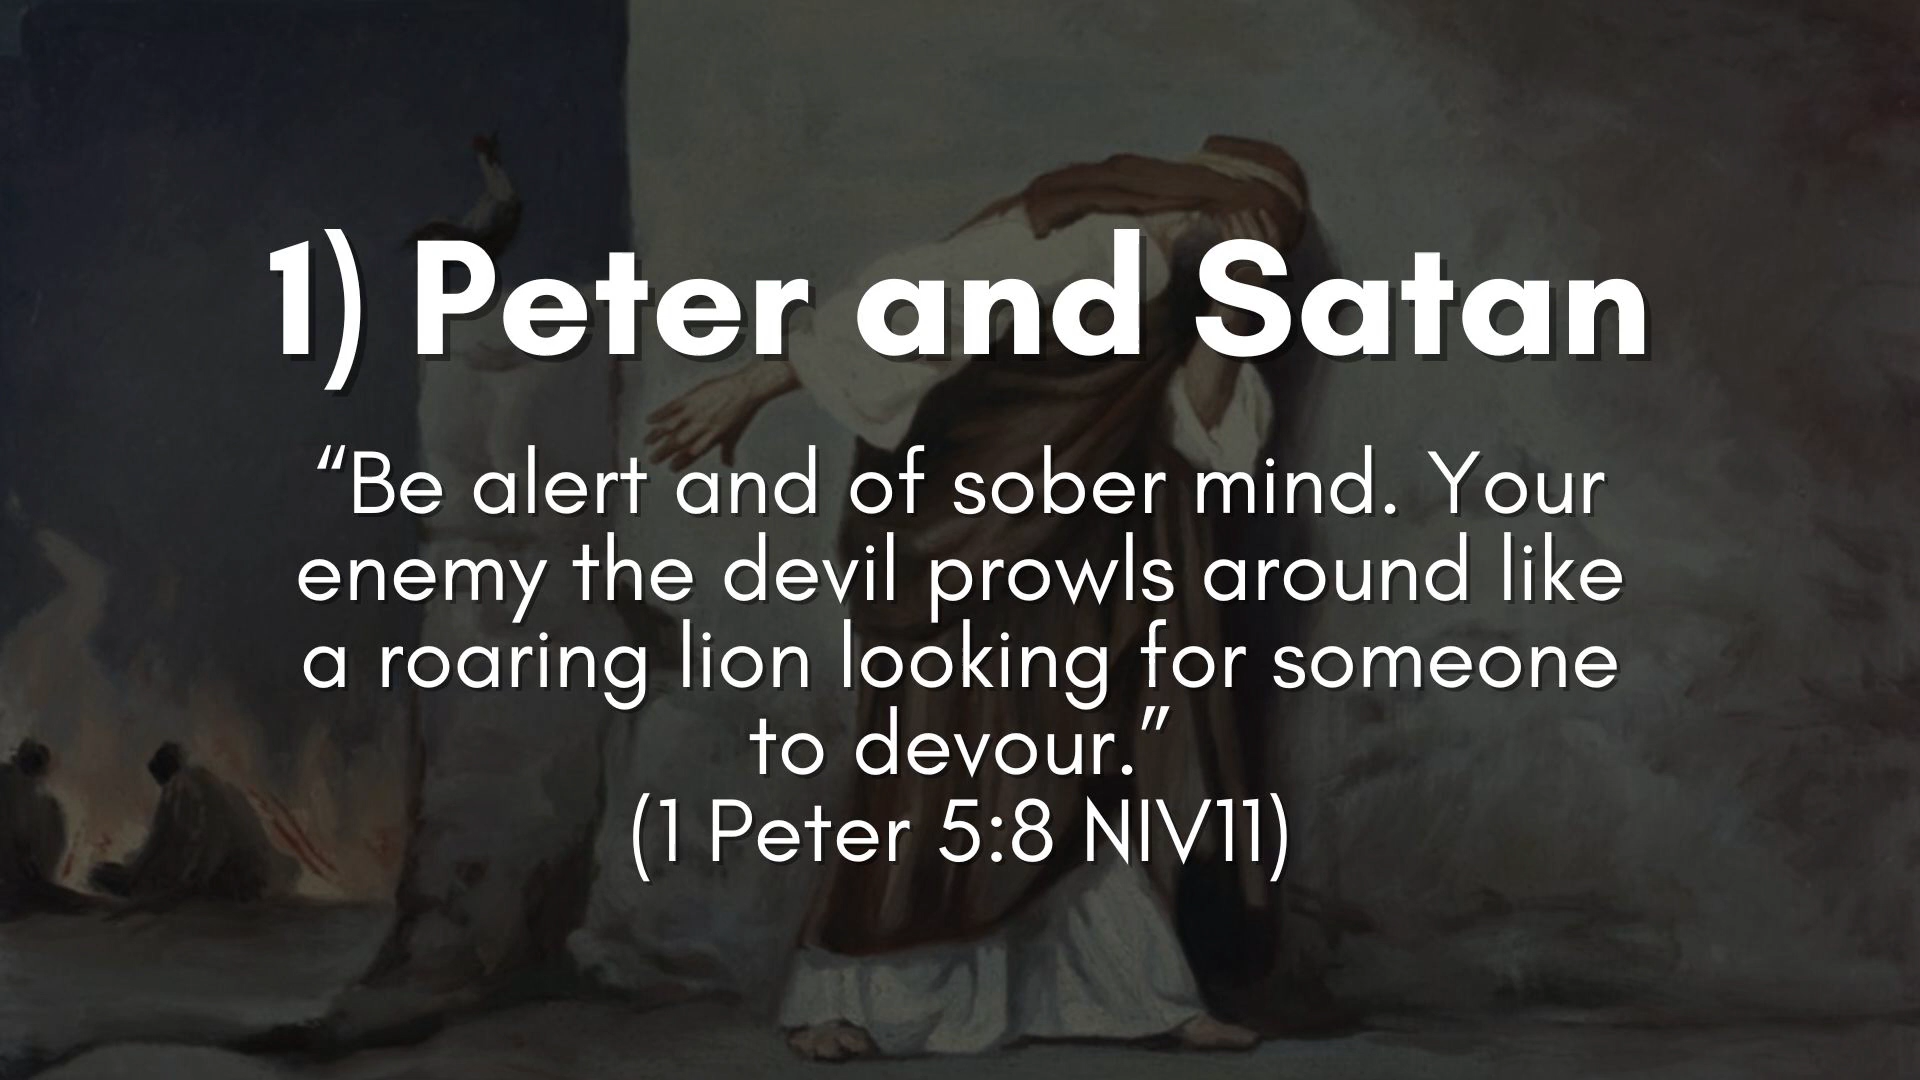 1) Peter and Satan
“Be alert and of sober mind. Your
enemy the devil prowls around like
a roaring lion looking for someone
to devour.”
(1 Peter 5:8 NIV11)